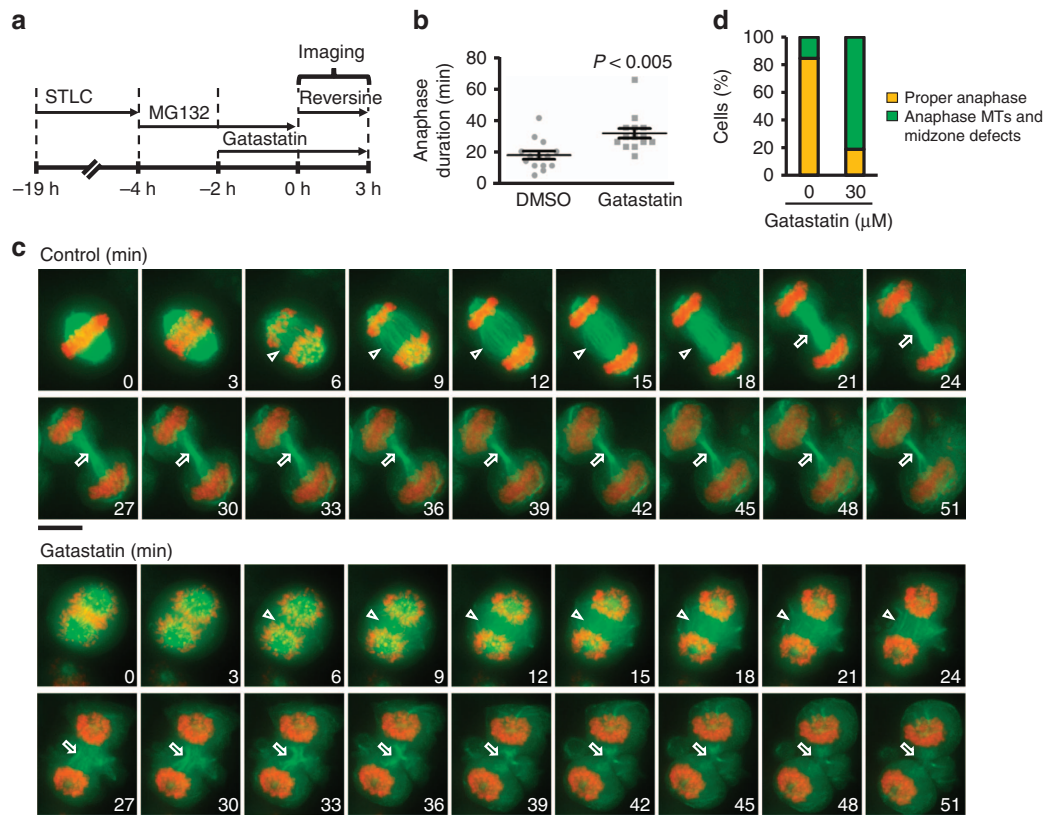 a
Imaging
STLC
MG132
Reversine
Gatastatin
–19 h
–4 h
–2 h
0 h
3 h
b
Anaphase
duration (min)
80
60
40
20
0
P < 0.005
DMSO
Gatastatin
d
Cells (%)
100
80
60
40
20
0
0
30
Gatastatin (μM)
Proper anaphase
Anaphase MTs and
midzone defects
c
Control (min)
0 3 6 9 12 15 18 21 24
27 30 33 36 39 42 45 48 51
Gatastatin (min)
0 3 6 9 12 15 18 21 24
27 30 33 36 39 42 45 48 51